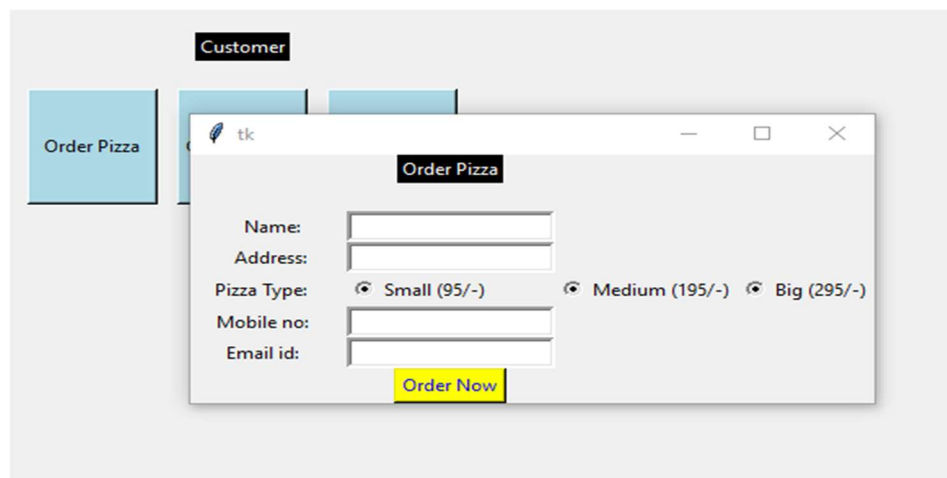 Customer
Order Pizza
tk
Order Pizza
Name:
Address:
Pizza Type: Small (95/-) Medium (195/-) Big (295/-)
Mobile no:
Email id:
Order Now